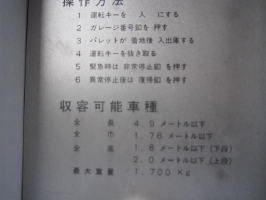 操作方法
1 運転キーを 入 にする
2 ガレージ番号釦を 押す
3 パレットが 着地後 入出庫する
4 運転キーを抜き取る
5 緊急時は 非常停止釦 を押す
6 異常停止後は 復帰釦 を押す
収容可能車種
全 長 4.9 メートル以下
全 巾 1.76 メートル以下
全 高 1.8 メートル以下 (下段)
2.0 メートル以下 (上段)
最大重量 1,700 Kg